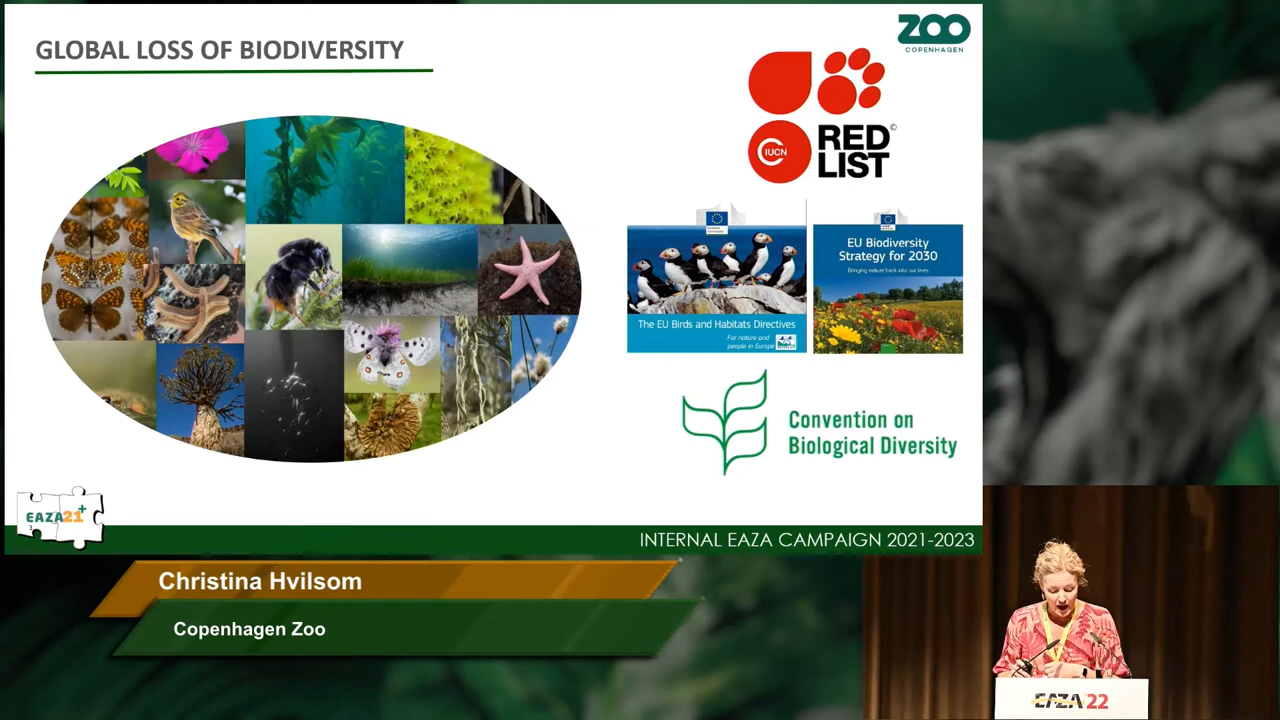 GLOBAL LOSS OF BIODIVERSITY
ZOO
COPENHAGEN
IUCN
RED
LIST
©
The EU Birds and Habitats Directives
For nature and
people in Europe
EU Biodiversity
Strategy for 2030
Bringing nature back into our lives
Convention on
Biological Diversity
EAZA21+
3
INTERNAL EAZA CAMPAIGN 2021-2023
Christina Hvilsom
Copenhagen Zoo
EAZA'22